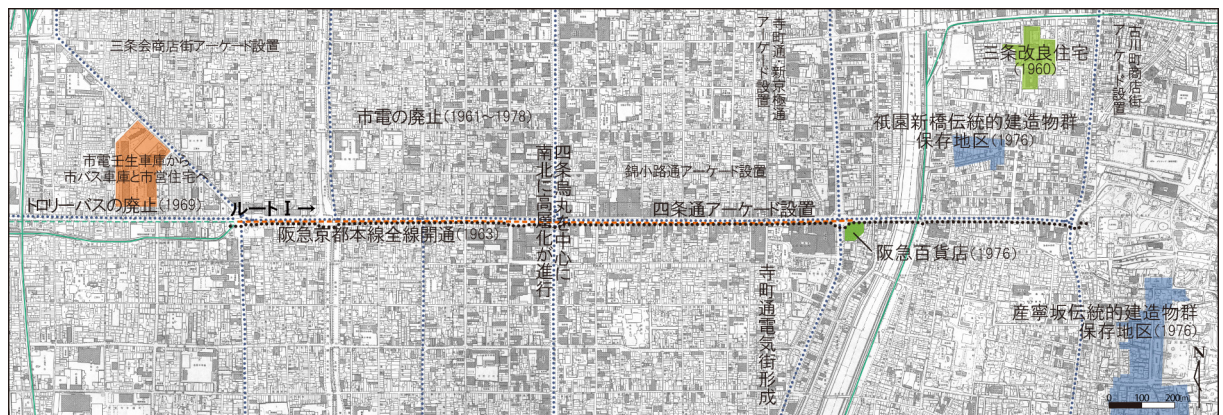 三条会商店街アーケード設置
市電の廃止(1961～1978)
寺町通・新京極通
アーケード設置
三条改良住宅
(1960)
古川町商店街
アーケード設置
祇園新橋伝統的建造物群
保存地区(1976)
市電壬生車庫から
市バス車庫と市営住宅へ
トロリーバスの廃止(1969)
ルートⅠ→
阪急京都本線全線開通(1963)
四条烏丸を中心に
南北に高層化が進行
錦小路通アーケード設置
四条通アーケード設置
阪急百貨店(1976)
寺町通電気街形成
産寧坂伝統的建造物群
保存地区(1976)
N
0 100 200m